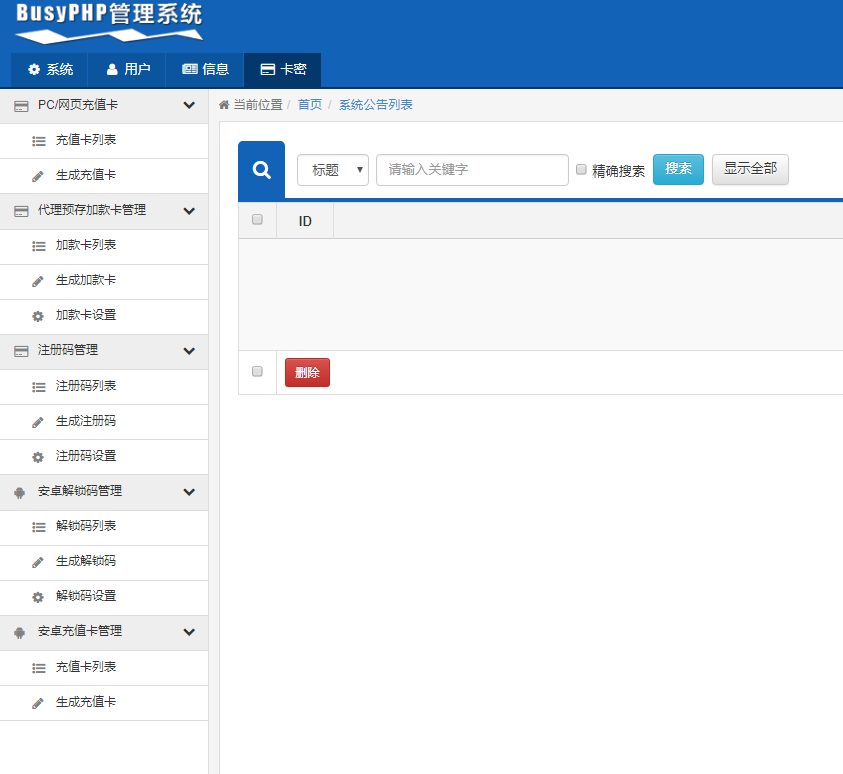 BusyPHP管理系统
系统 用户 信息 卡密
PC/网页充值卡
充值卡列表
生成充值卡
代理预存加款卡管理
加款卡列表
生成加款卡
加款卡设置
注册码管理
注册码列表
生成注册码
注册码设置
安卓解锁码管理
解锁码列表
生成解锁码
解锁码设置
安卓充值卡管理
充值卡列表
生成充值卡
当前位置 / 首页 / 系统公告列表
标题 请输入关键字 精确搜索 搜索 显示全部
ID
删除